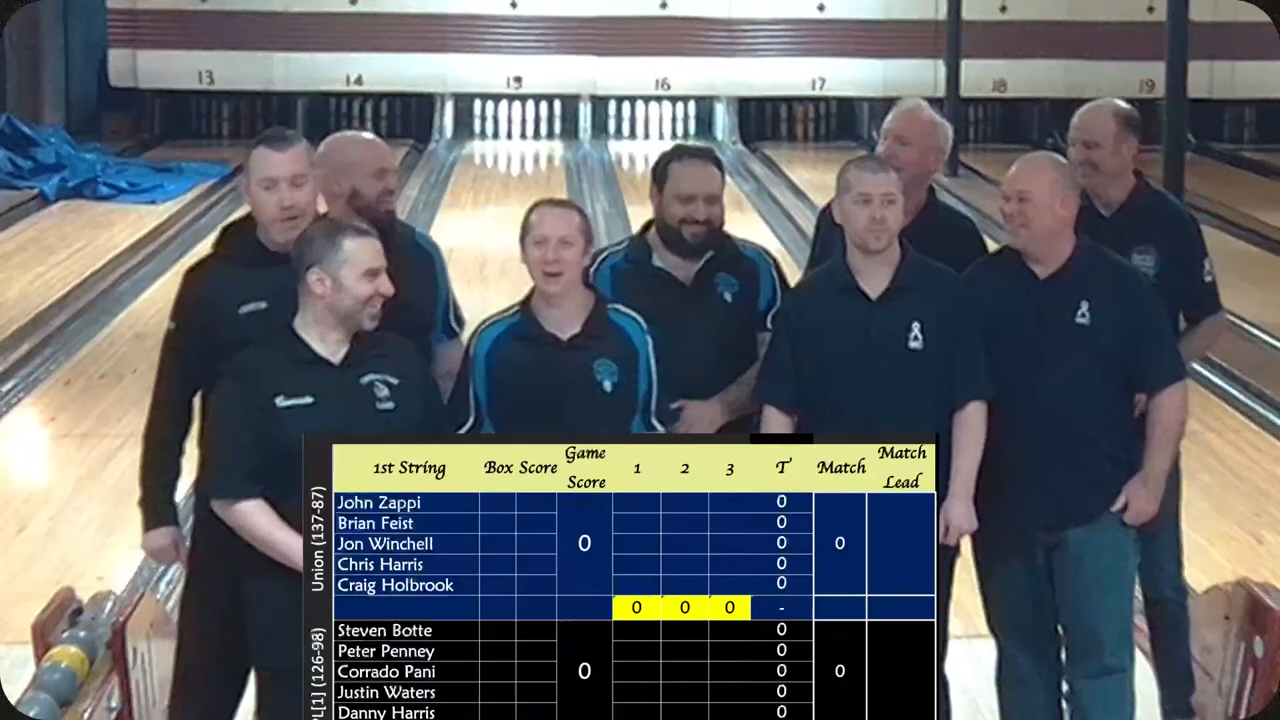 13 14 15 16 17 18 19
1st String Box Score Game Score 1 2 3 T Match Match Lead
Union (137-87)
John Zappi 0
Brian Feist 0
Jon Winchell 0 0 0
Chris Harris 0
Craig Holbrook 0
0 0 0 -
[1] (126-98)
Steven Botte 0
Peter Penney 0
Corrado Pani 0 0 0
Justin Waters 0
Danny Harris 0